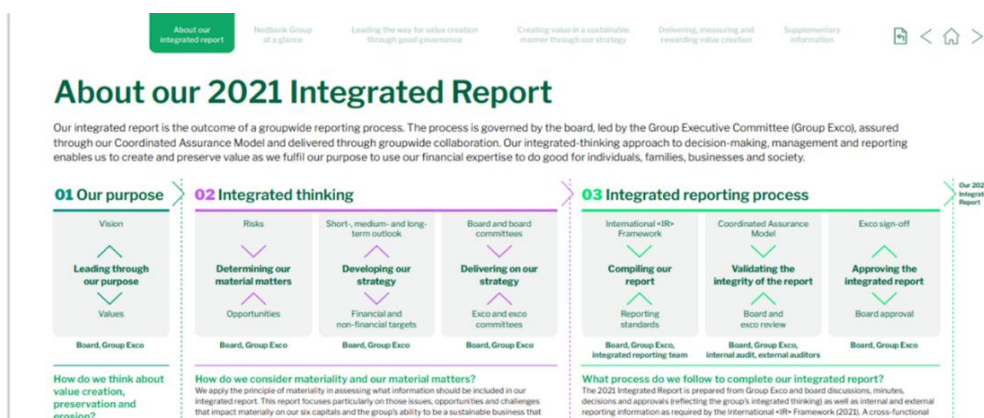 About our
integrated report
Nedbank Group
at a glance
Leading the way for value creation
through good governance
Creating value in a sustainable
manner through our strategy
Delivering, measuring and
rewarding value creation
Supplementary
information
About our 2021 Integrated Report
Our integrated report is the outcome of a groupwide reporting process. The process is governed by the board, led by the Group Executive Committee (Group Exco), assured
through our Coordinated Assurance Model and delivered through groupwide collaboration. Our integrated-thinking approach to decision-making, management and reporting
enables us to create and preserve value as we fulfil our purpose to use our financial expertise to do good for individuals, families, businesses and society.
01 Our purpose
Vision
Leading through
our purpose
Values
Board, Group Exco
How do we think about
value creation,
preservation and
erosion?
02 Integrated thinking
Risks
Determining our
material matters
Opportunities
Board, Group Exco
Short-, medium- and long-
term outlook
Developing our
strategy
Financial and
non-financial targets
Board, Group Exco
Board and board
committees
Delivering on our
strategy
Exco and exco
committees
Board, Group Exco
How do we consider materiality and our material matters?
We apply the principle of materiality in assessing what information should be included in our
integrated report. This report focuses particularly on those issues, opportunities and challenges
that impact materially on our six capitals and the group's ability to be a sustainable business that
03 Integrated reporting process
International <IR>
Framework
Compiling our
report
Reporting
standards
Board, Group Exco,
integrated reporting team
Coordinated Assurance
Model
Validating the
integrity of the report
Board and
exco review
Board, Group Exco,
internal audit, external auditors
Exco sign-off
Approving the
integrated report
Board approval
Board, Group Exco
What process do we follow to complete our integrated report?
The 2021 Integrated Report is prepared from Group Exco and board discussions, minutes,
decisions and approvals (reflecting the group's integrated thinking) as well as internal and external
reporting information as required by the International <IR> Framework (2021). A cross-functional
Our 202
Integrat
Report